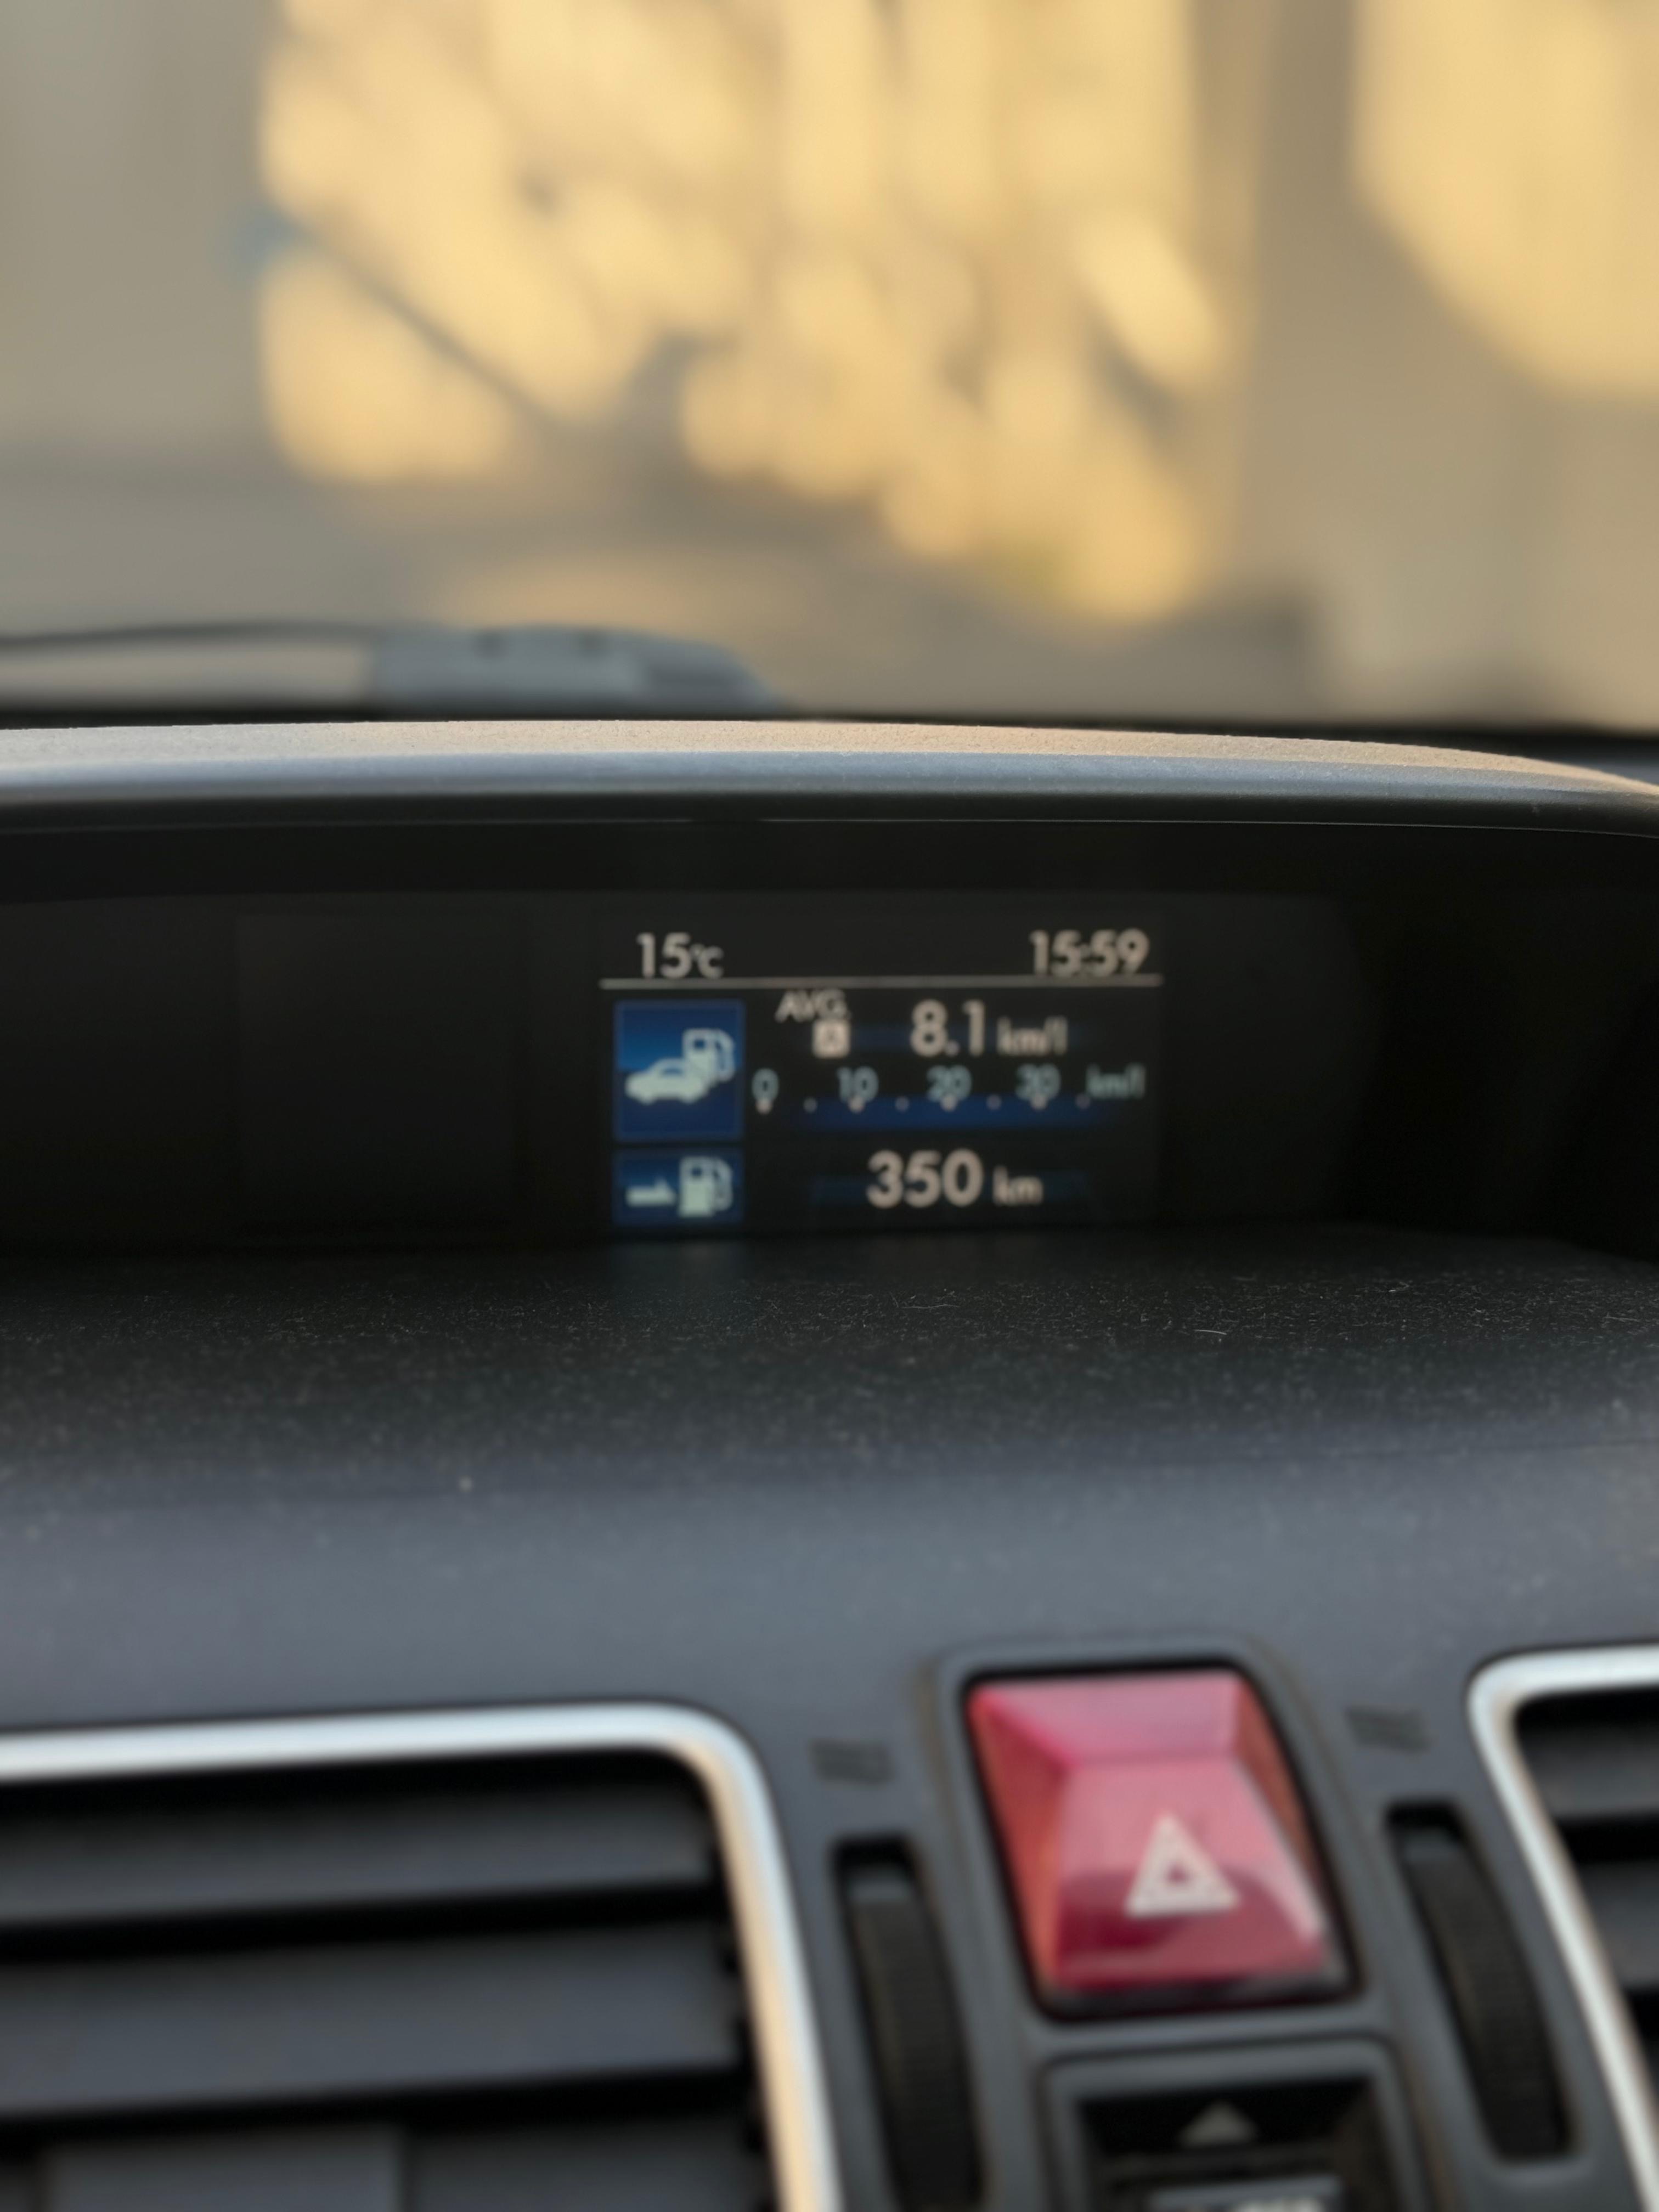 15°C 15:59
AVG.
A 8.1 km/l
0 . 10 . 20 . 30 . km/l
350 km